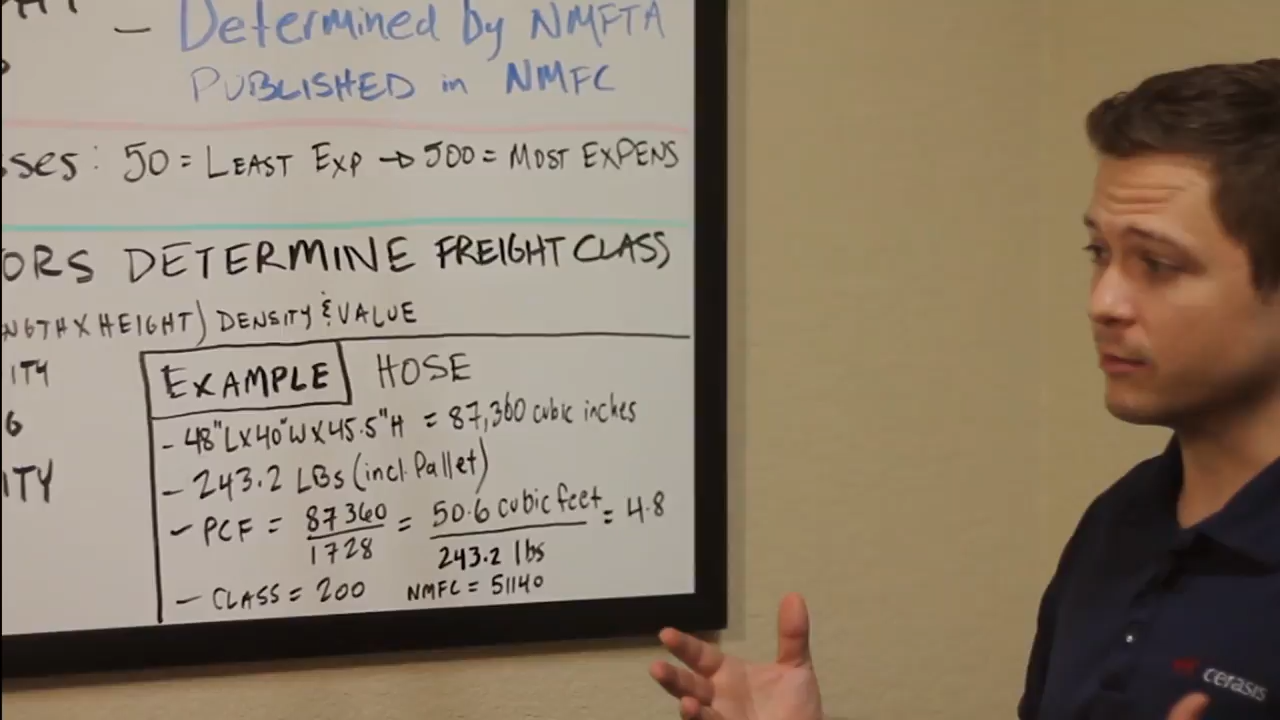 – Determined by NMFTA
PUBLISHED in NMFC
sses: 50 = LEAST EXP → 500 = MOST EXPENS
ORS DETERMINE FREIGHT CLASS
NGTH X HEIGHT) DENSITY & VALUE
ITY
G
ITY
EXAMPLE HOSE
- 48"L X 40"W X 45.5"H = 87,360 cubic inches
- 243.2 LBs (incl. Pallet)
- PCF = 87360/1728 = 50.6 cubic feet/243.2 lbs = 4.8
- CLASS = 200 NMFC = 51140
cerasis